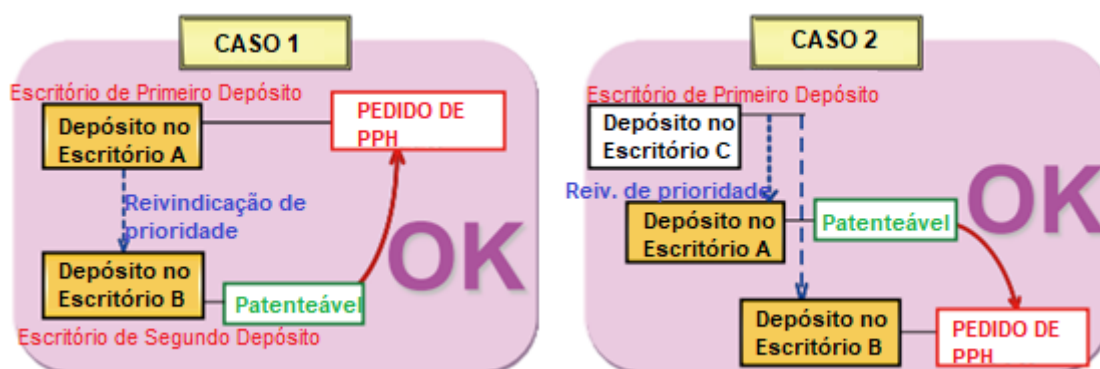 CASO 1
Escritório de Primeiro Depósito
Depósito no
Escritório A
PEDIDO DE
PPH
Reivindicação de
prioridade
OK
Depósito no
Escritório B
Patenteável
Escritório de Segundo Depósito
CASO 2
Escritório de Primeiro Depósito
Depósito no
Escritório C
Reiv. de prioridade
OK
Depósito no
Escritório A
Patenteável
Depósito no
Escritório B
PEDIDO DE
PPH